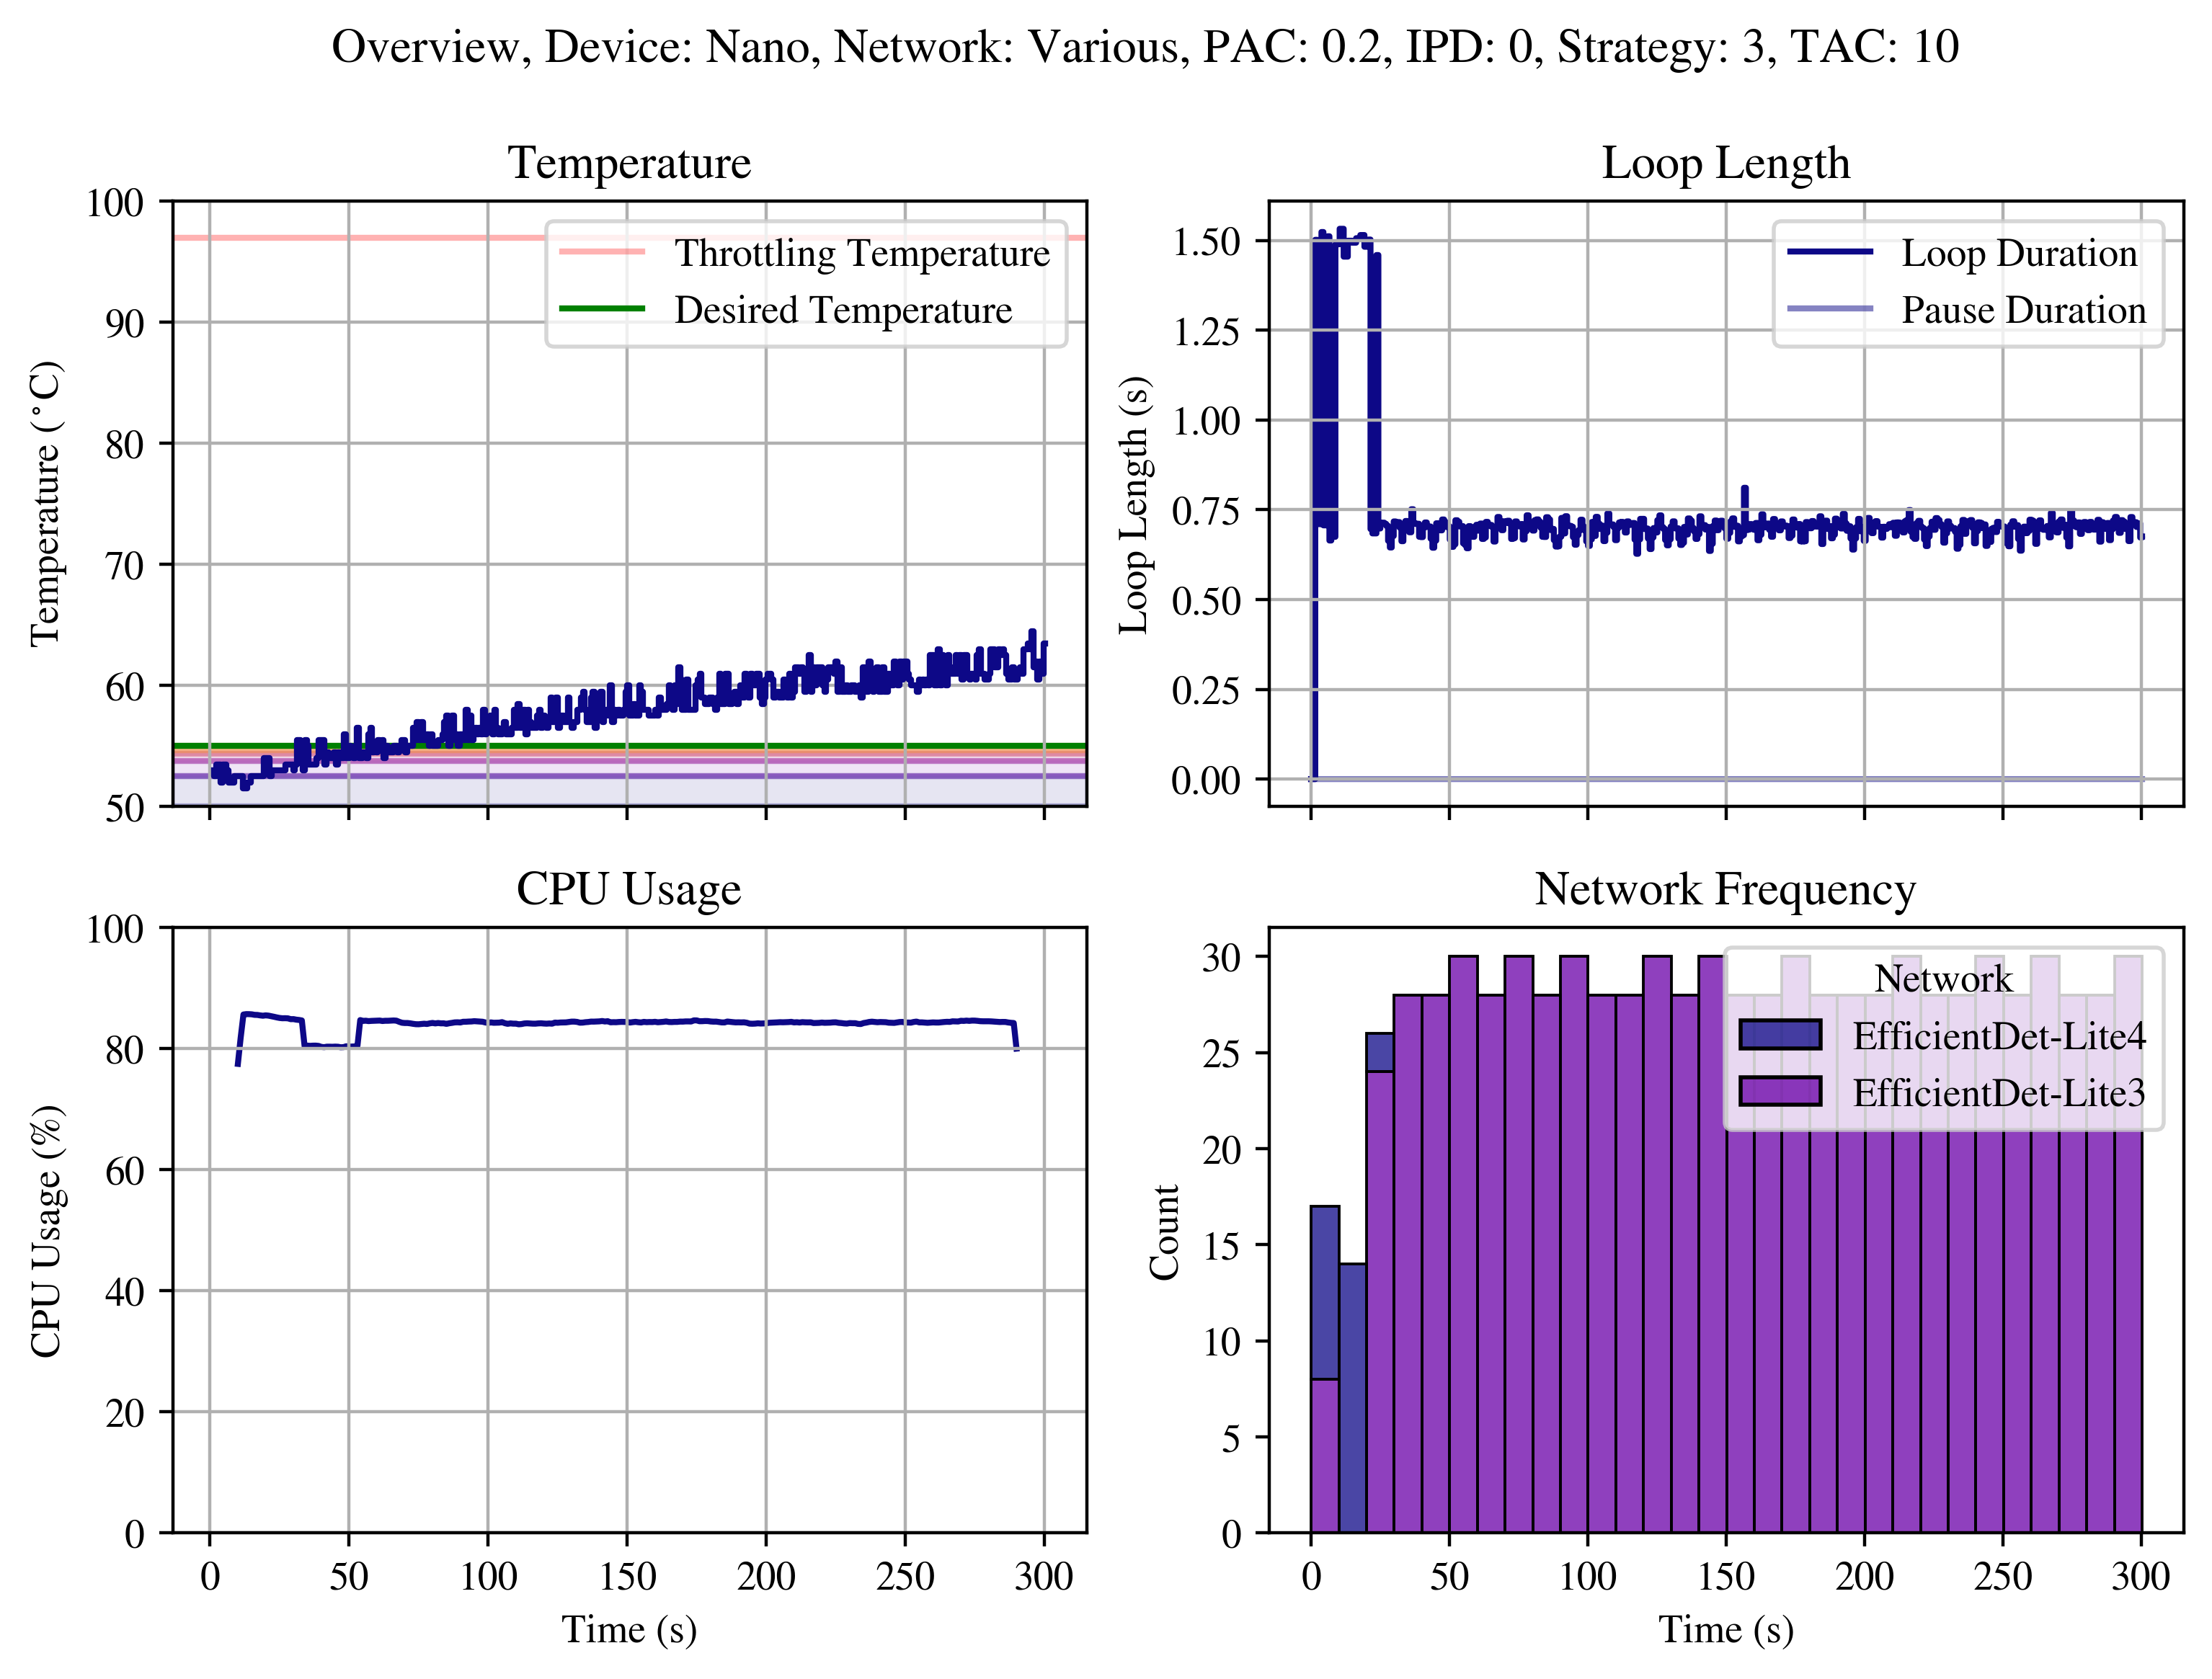 Overview, Device: Nano, Network: Various, PAC: 0.2, IPD: 0, Strategy: 3, TAC: 10
Temperature
100
90
80
70
60
50
Temperature (°C)
Throttling Temperature
Desired Temperature
Loop Length
1.50
1.25
1.00
0.75
0.50
0.25
0.00
Loop Length (s)
Loop Duration
Pause Duration
CPU Usage
100
80
60
40
20
0
CPU Usage (%)
0 50 100 150 200 250 300
Time (s)
Network Frequency
30
25
20
15
10
5
0
Count
Network
EfficientDet-Lite4
EfficientDet-Lite3
0 50 100 150 200 250 300
Time (s)